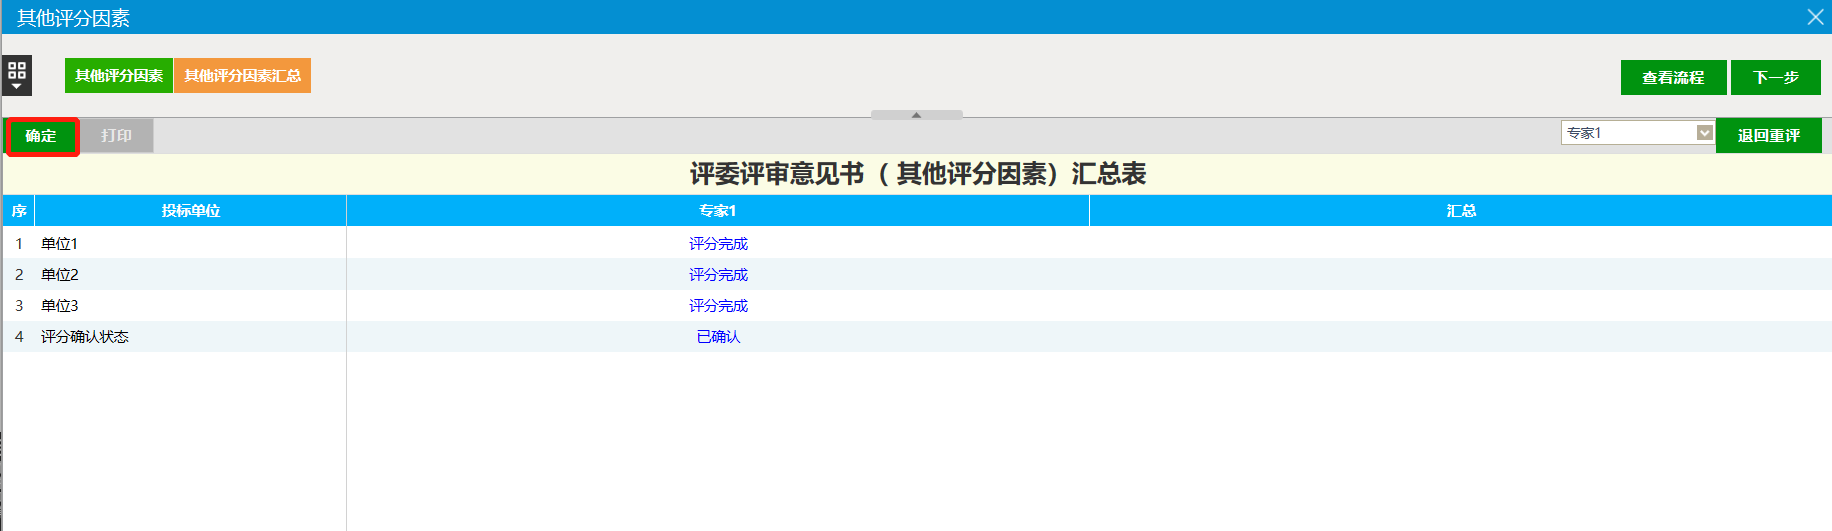 其他评分因素
其他评分因素 其他评分因素汇总 查看流程 下一步
确定 打印 专家1 退回重评
评委评审意见书（ 其他评分因素）汇总表
序 投标单位 专家1 汇总
1 单位1 评分完成
2 单位2 评分完成
3 单位3 评分完成
4 评分确认状态 已确认